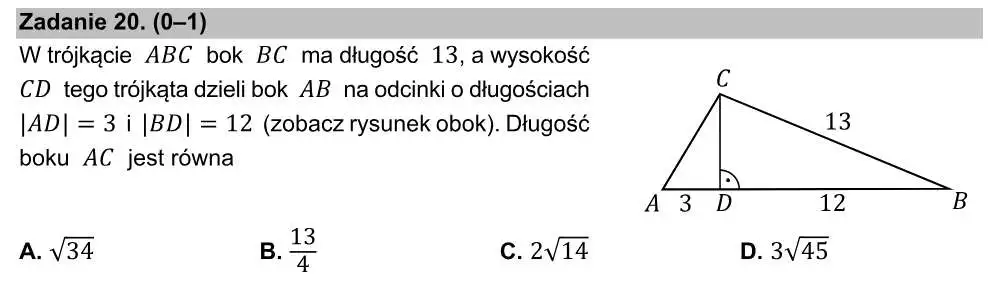 Zadanie 20. (0–1)
W trójkącie ABC bok BC ma długość 13, a wysokość
CD tego trójkąta dzieli bok AB na odcinki o długościach
|AD| = 3 i |BD| = 12 (zobacz rysunek obok). Długość
boku AC jest równa
C
13
A 3 D 12 B
A. √34 B. 13/4 C. 2√14 D. 3√45